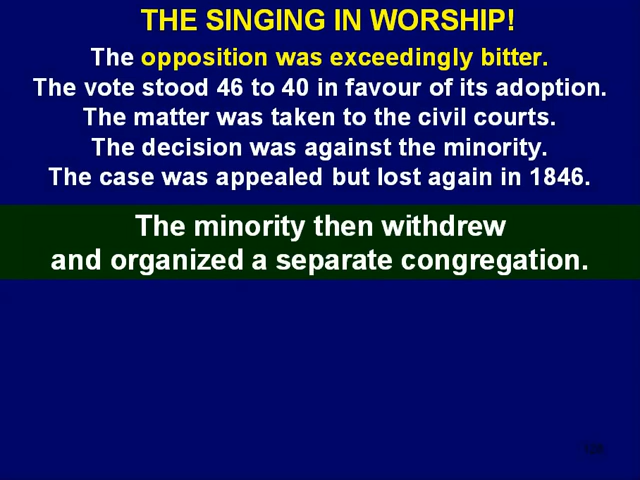 THE SINGING IN WORSHIP!
The opposition was exceedingly bitter.
The vote stood 46 to 40 in favour of its adoption.
The matter was taken to the civil courts.
The decision was against the minority.
The case was appealed but lost again in 1846.
The minority then withdrew
and organized a separate congregation.